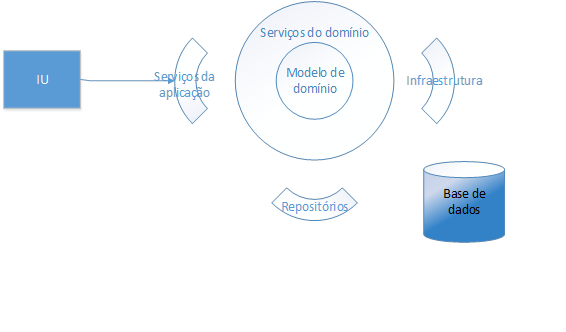 Serviços do domínio
IU
Serviços da
aplicação
Modelo de
domínio
Infraestrutura
Repositórios
Base de
dados